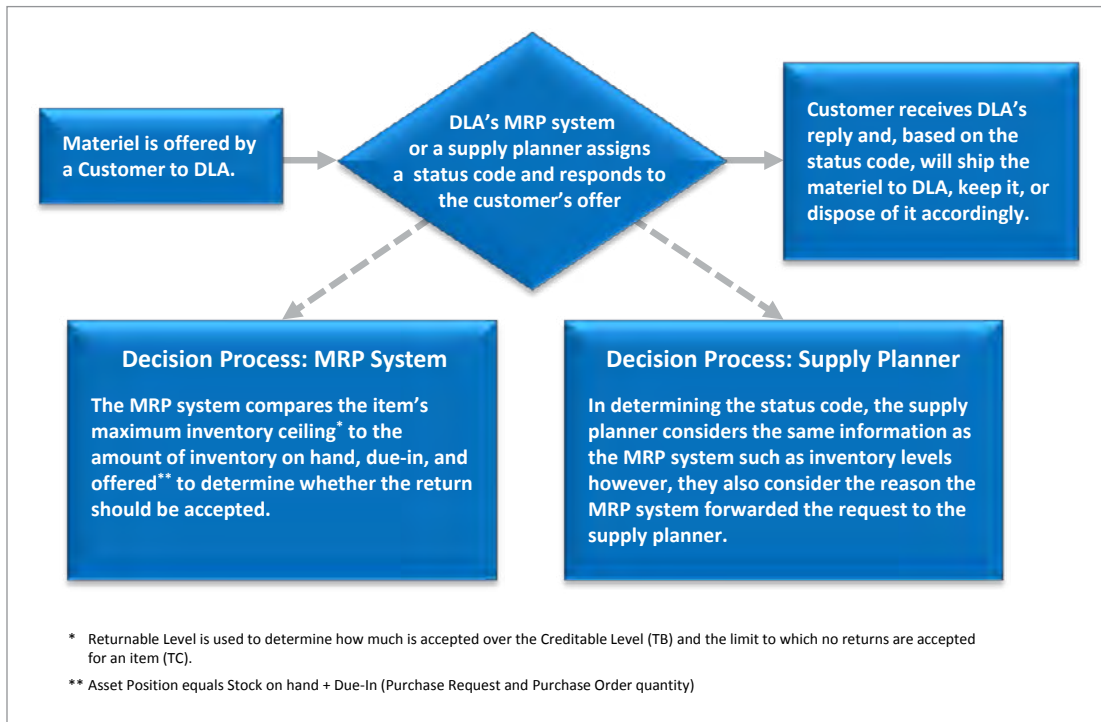 Materiel is offered by
a Customer to DLA.
DLA's MRP system
or a supply planner assigns
a status code and responds to
the customer's offer
Customer receives DLA's
reply and, based on the
status code, will ship the
materiel to DLA, keep it, or
dispose of it accordingly.
Decision Process: MRP System
The MRP system compares the item's
maximum inventory ceiling* to the
amount of inventory on hand, due-in, and
offered** to determine whether the return
should be accepted.
Decision Process: Supply Planner
In determining the status code, the supply
planner considers the same information as
the MRP system such as inventory levels
however, they also consider the reason the
MRP system forwarded the request to the
supply planner.
* Returnable Level is used to determine how much is accepted over the Creditable Level (TB) and the limit to which no returns are accepted
for an item (TC).
** Asset Position equals Stock on hand + Due-In (Purchase Request and Purchase Order quantity)